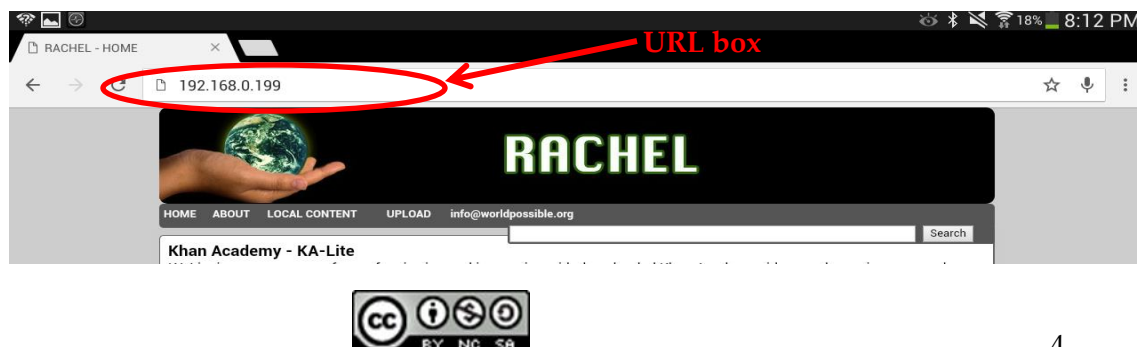 18% 8:12 PM
RACHEL - HOME
URL box
192.168.0.199
RACHEL
HOME ABOUT LOCAL CONTENT UPLOAD info@worldpossible.org
Search
Khan Academy - KA-Lite
cc
BY NC SA
4